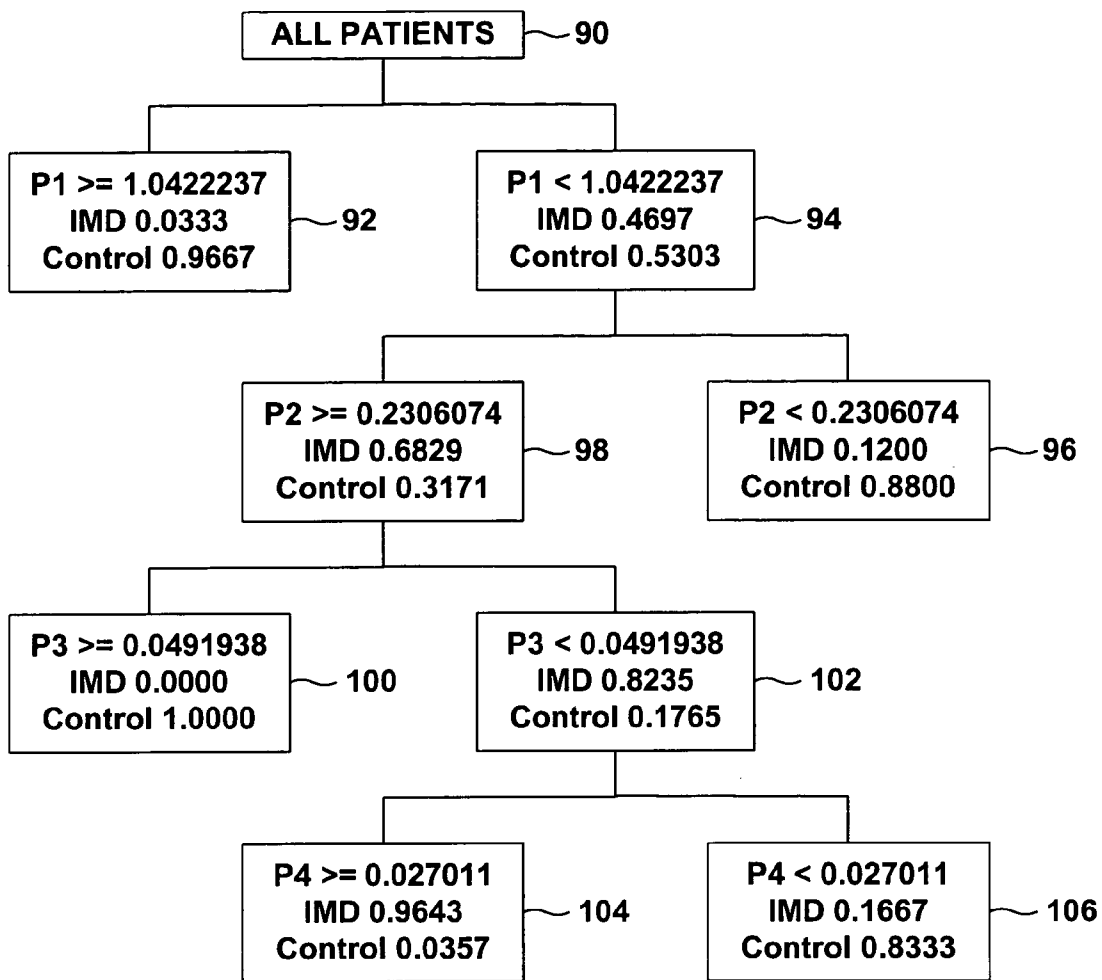 ALL PATIENTS
90
P1 >= 1.0422237
IMD 0.0333
Control 0.9667
92
P1 < 1.0422237
IMD 0.4697
Control 0.5303
94
P2 >= 0.2306074
IMD 0.6829
Control 0.3171
98
P2 < 0.2306074
IMD 0.1200
Control 0.8800
96
P3 >= 0.0491938
IMD 0.0000
Control 1.0000
100
P3 < 0.0491938
IMD 0.8235
Control 0.1765
102
P4 >= 0.027011
IMD 0.9643
Control 0.0357
104
P4 < 0.027011
IMD 0.1667
Control 0.8333
106